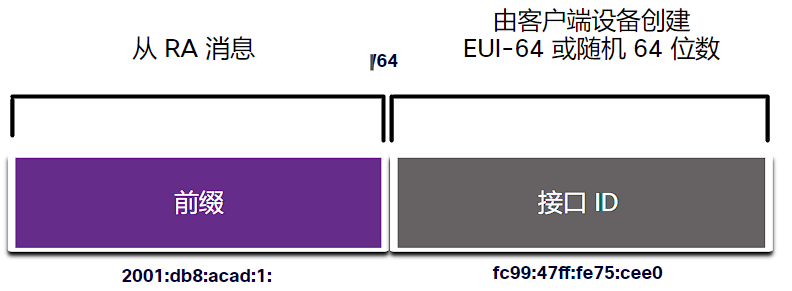 从 RA 消息
由客户端设备创建
EUI-64 或随机 64 位数
/64
前缀
接口 ID
2001:db8:acad:1:
fc99:47ff:fe75:cee0